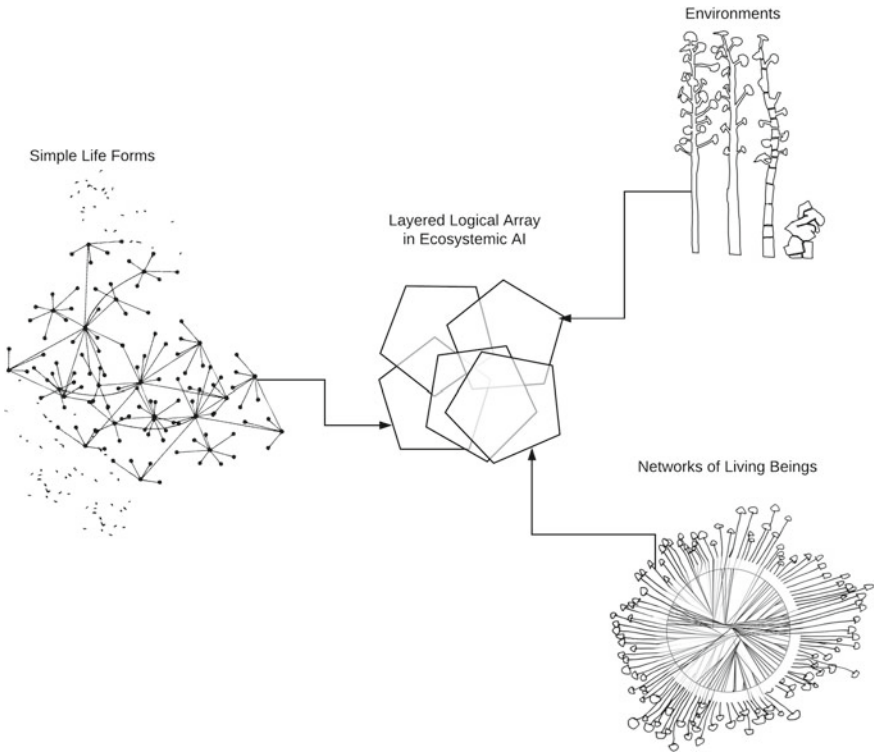 Environments
Simple Life Forms
Layered Logical Array
in Ecosystemic AI
Networks of Living Beings